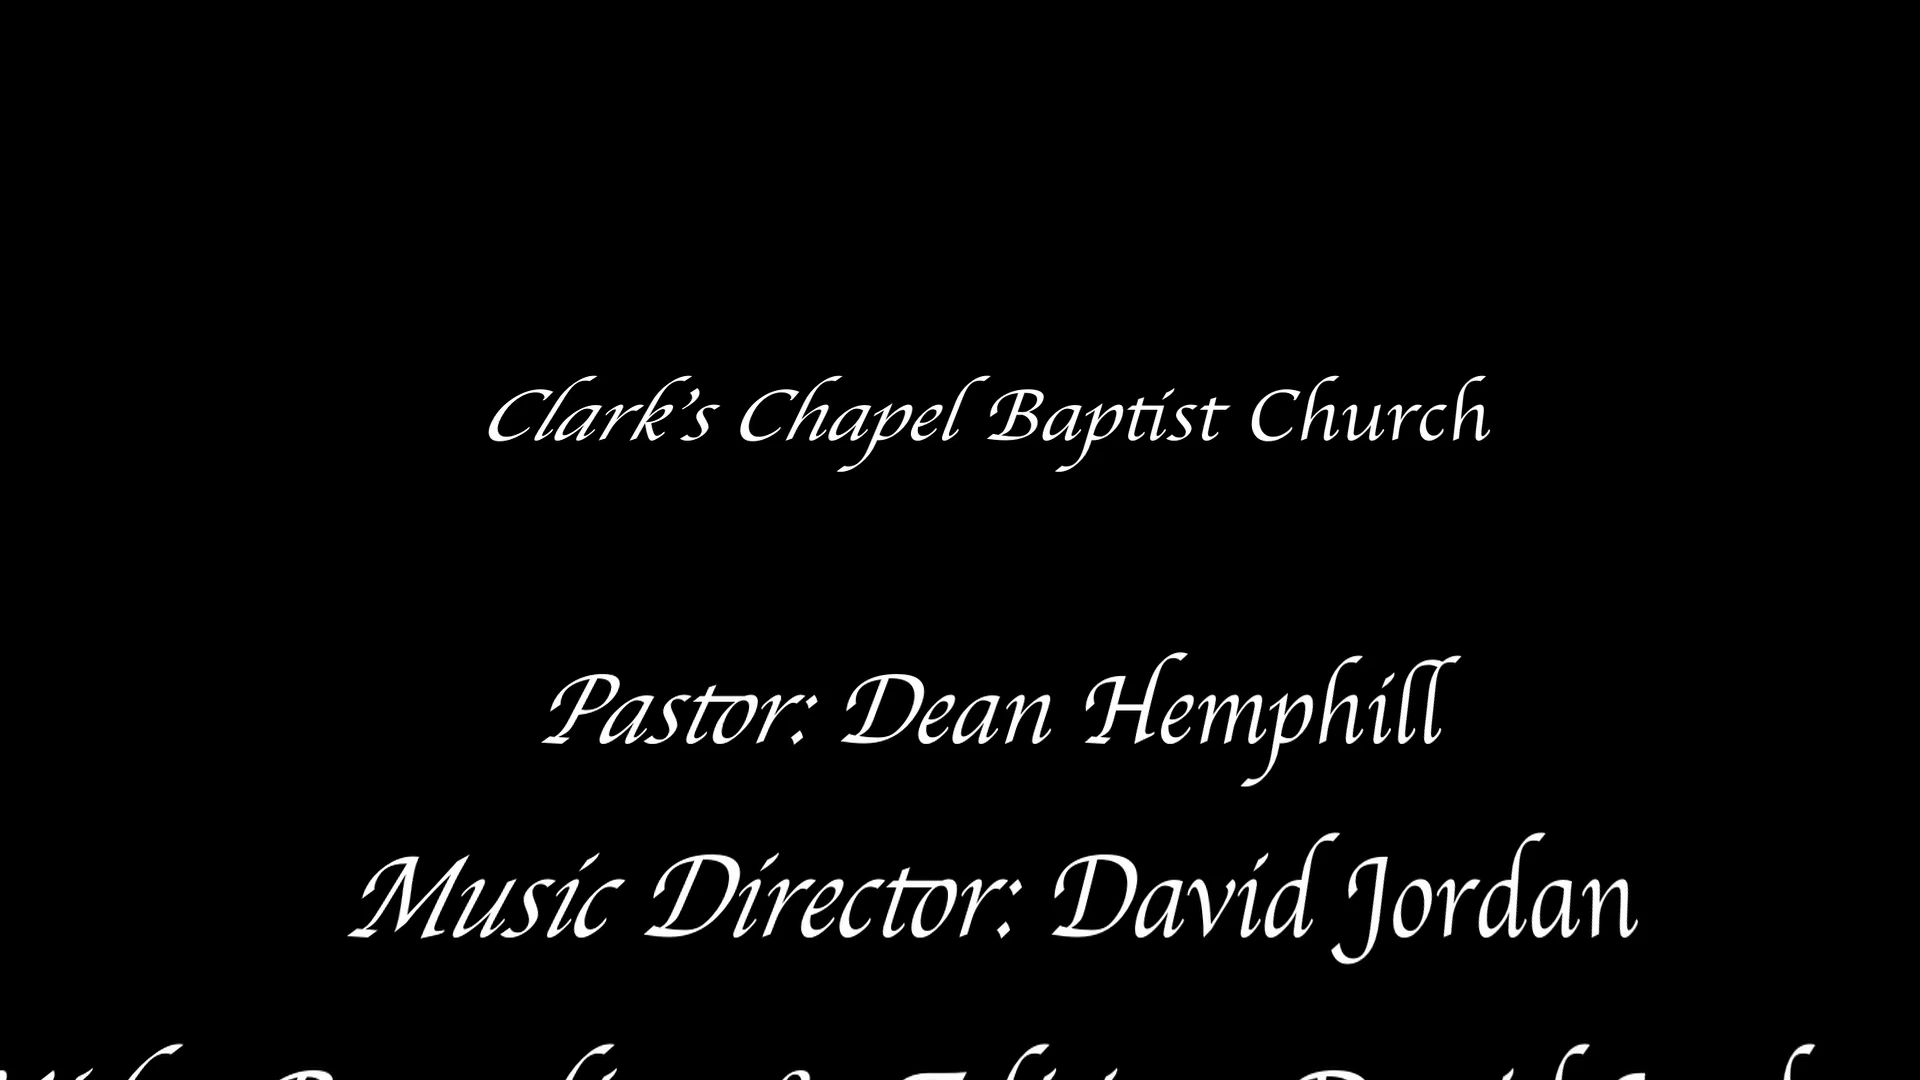 Clark's Chapel Baptist Church
Pastor: Dean Hemphill
Music Director: David Jordan